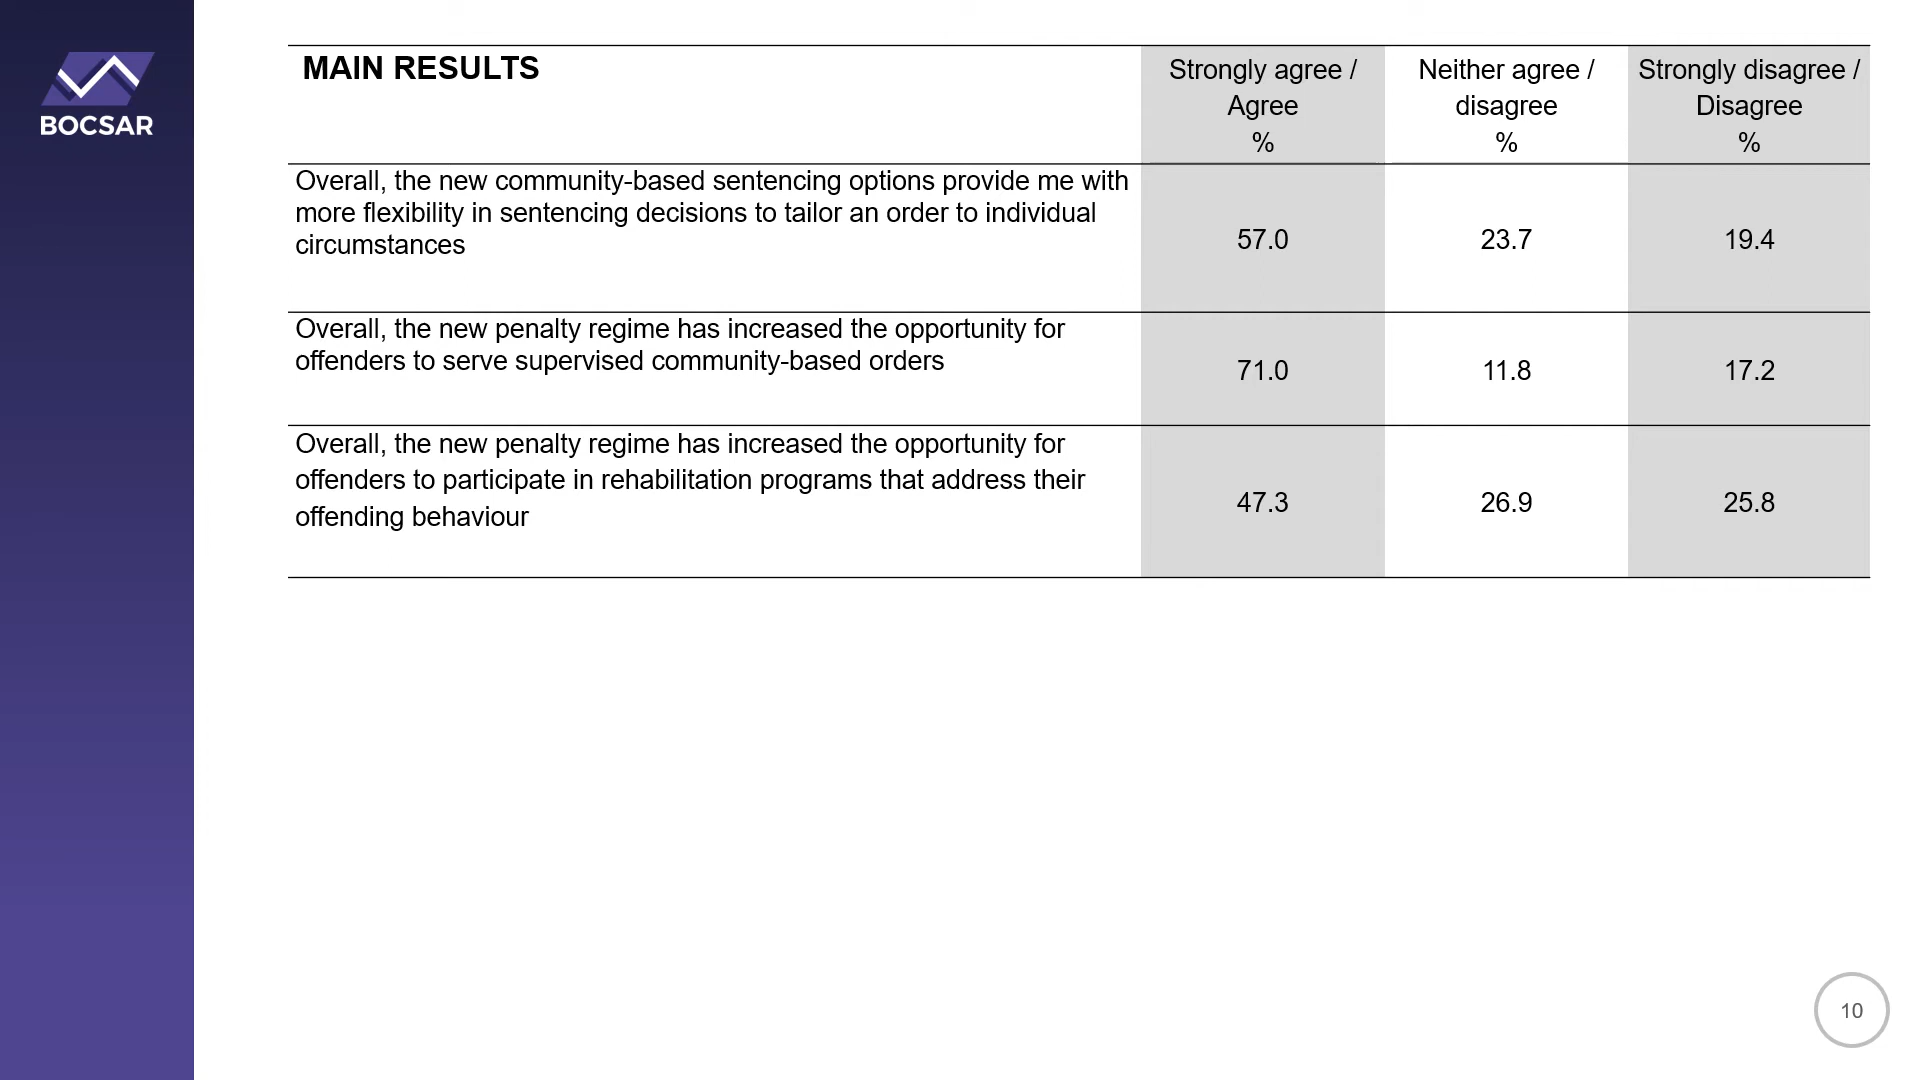 BOCSAR
MAIN RESULTS
Strongly agree /
Agree
%
Neither agree /
disagree
%
Strongly disagree /
Disagree
%
Overall, the new community-based sentencing options provide me with
more flexibility in sentencing decisions to tailor an order to individual
circumstances
57.0
23.7
19.4
Overall, the new penalty regime has increased the opportunity for
offenders to serve supervised community-based orders
71.0
11.8
17.2
Overall, the new penalty regime has increased the opportunity for
offenders to participate in rehabilitation programs that address their
offending behaviour
47.3
26.9
25.8
10